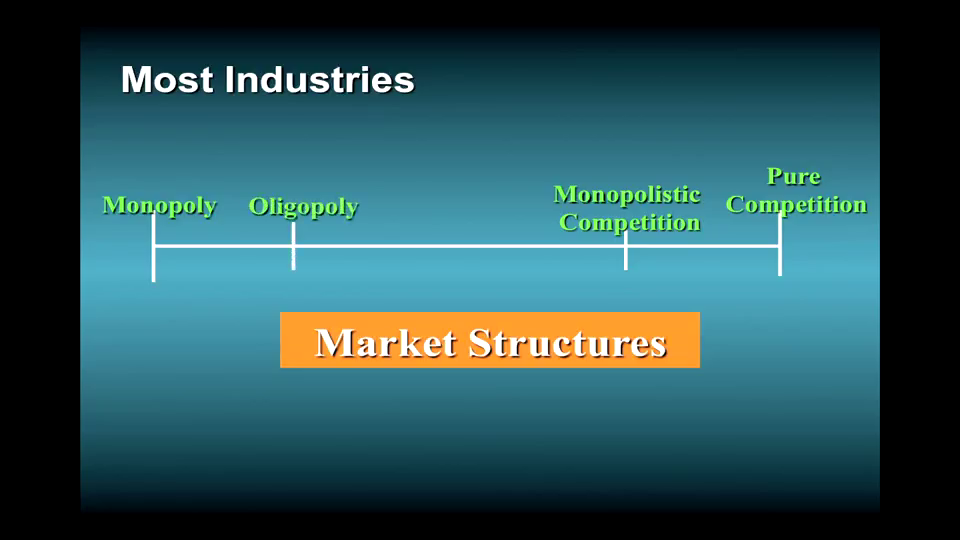 Most Industries
Monopoly
Oligopoly
Monopolistic
Competition
Pure
Competition
Market Structures